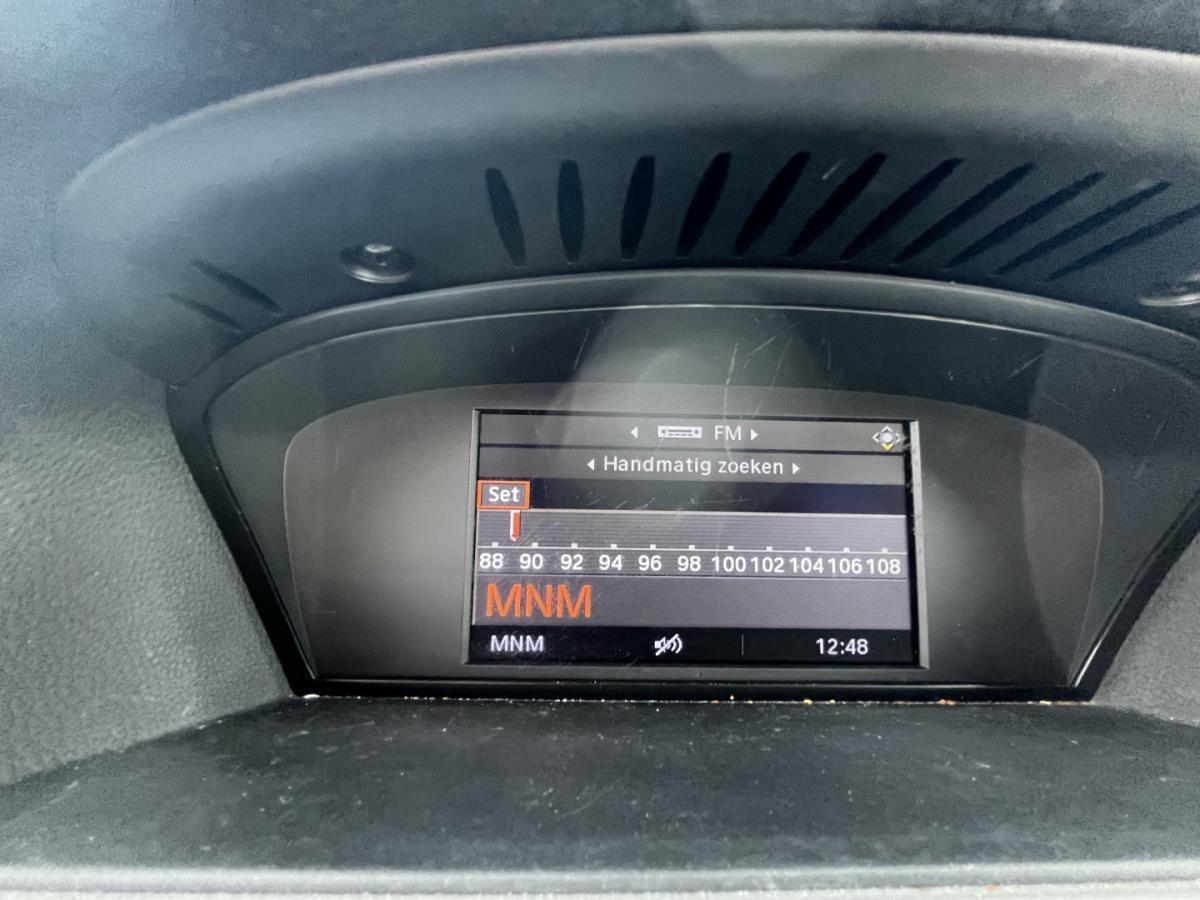 FM
Handmatig zoeken
Set
88 90 92 94 96 98 100 102 104 106 108
MNM
MNM 12:48